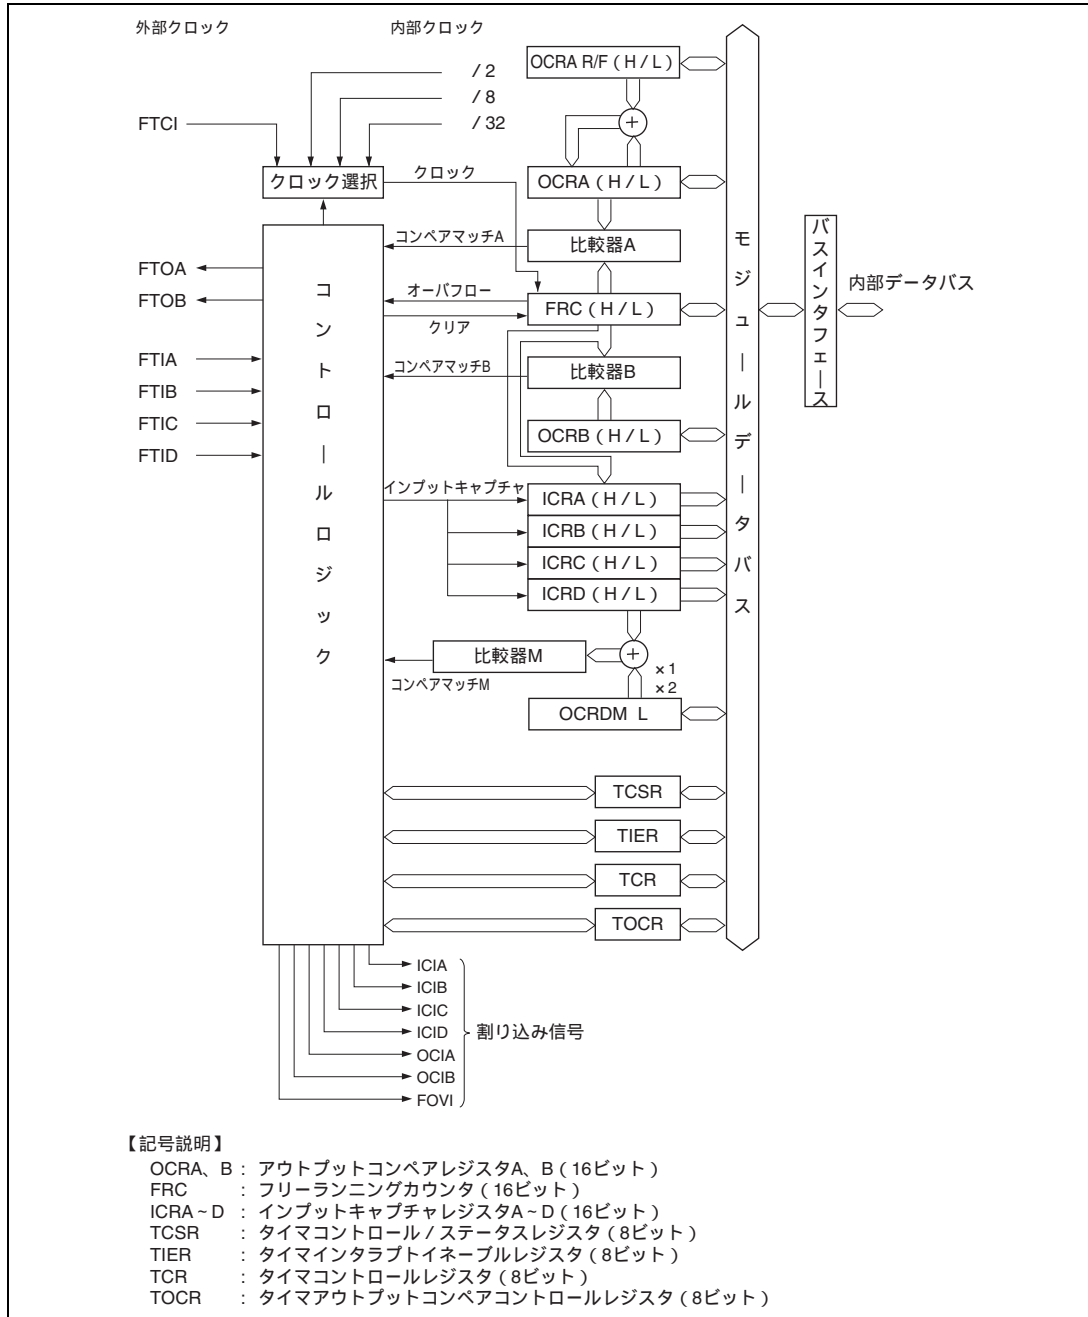 外部クロック
内部クロック
/ 2
/ 8
/ 32
FTCI
OCRA R/F ( H / L )
+
クロック選択
クロック
OCRA ( H / L )
コンペアマッチA
比較器A
FTOA
FTOB
オーバフロー
FRC ( H / L )
クリア
コンペアマッチB
比較器B
FTIA
FTIB
FTIC
FTID
コントロールロジック
OCRB ( H / L )
インプットキャプチャ
ICRA ( H / L )
ICRB ( H / L )
ICRC ( H / L )
ICRD ( H / L )
+
×1
×2
比較器M
コンペアマッチM
OCRDM L
モジュールデータバス
バスインタフェース
内部データバス
TCSR
TIER
TCR
TOCR
ICIA
ICIB
ICIC
ICID
OCIA
OCIB
FOVI
割り込み信号
【記号説明】
OCRA、B : アウトプットコンペアレジスタA、B ( 16ビット )
FRC : フリーランニングカウンタ ( 16ビット )
ICRA~D : インプットキャプチャレジスタA~D ( 16ビット )
TCSR : タイマコントロール / ステータスレジスタ ( 8ビット )
TIER : タイマインタラプトイネーブルレジスタ ( 8ビット )
TCR : タイマコントロールレジスタ ( 8ビット )
TOCR : タイマアウトプットコンペアコントロールレジスタ ( 8ビット )